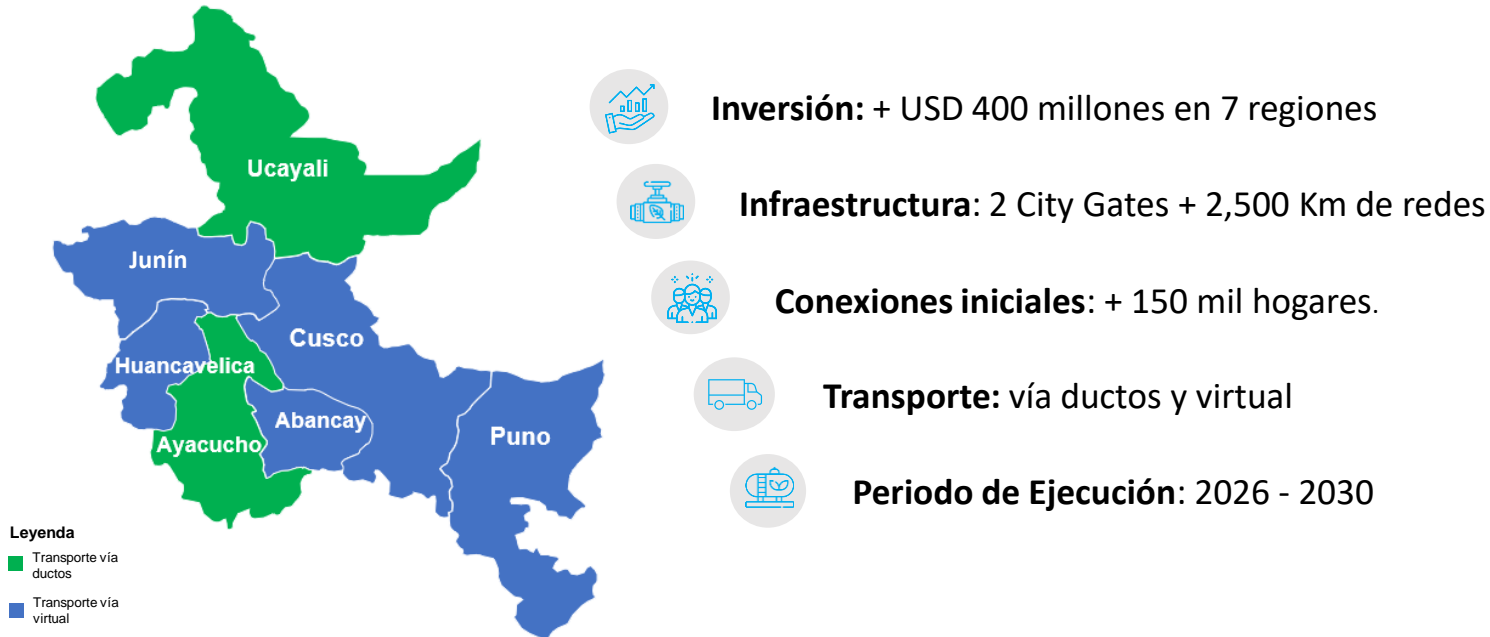 Ucayali
Junín
Cusco
Huancavelica
Abancay
Ayacucho
Puno
Leyenda
Transporte vía
ductos
Transporte vía
virtual
Inversión: + USD 400 millones en 7 regiones
Infraestructura: 2 City Gates + 2,500 Km de redes
Conexiones iniciales: + 150 mil hogares.
Transporte: vía ductos y virtual
Periodo de Ejecución: 2026 - 2030